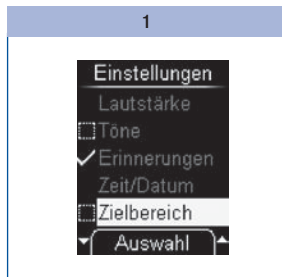 1
Einstellungen
Lautstärke
Töne
Erinnerungen
Zeit/Datum
Zielbereich
Auswahl